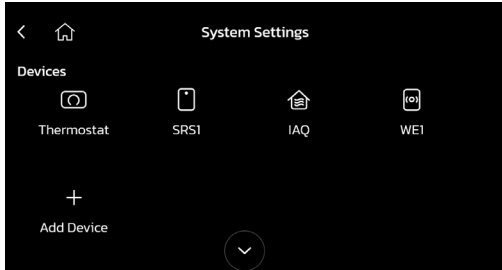 System Settings
Devices
Thermostat SRS1 IAQ WE1
Add Device